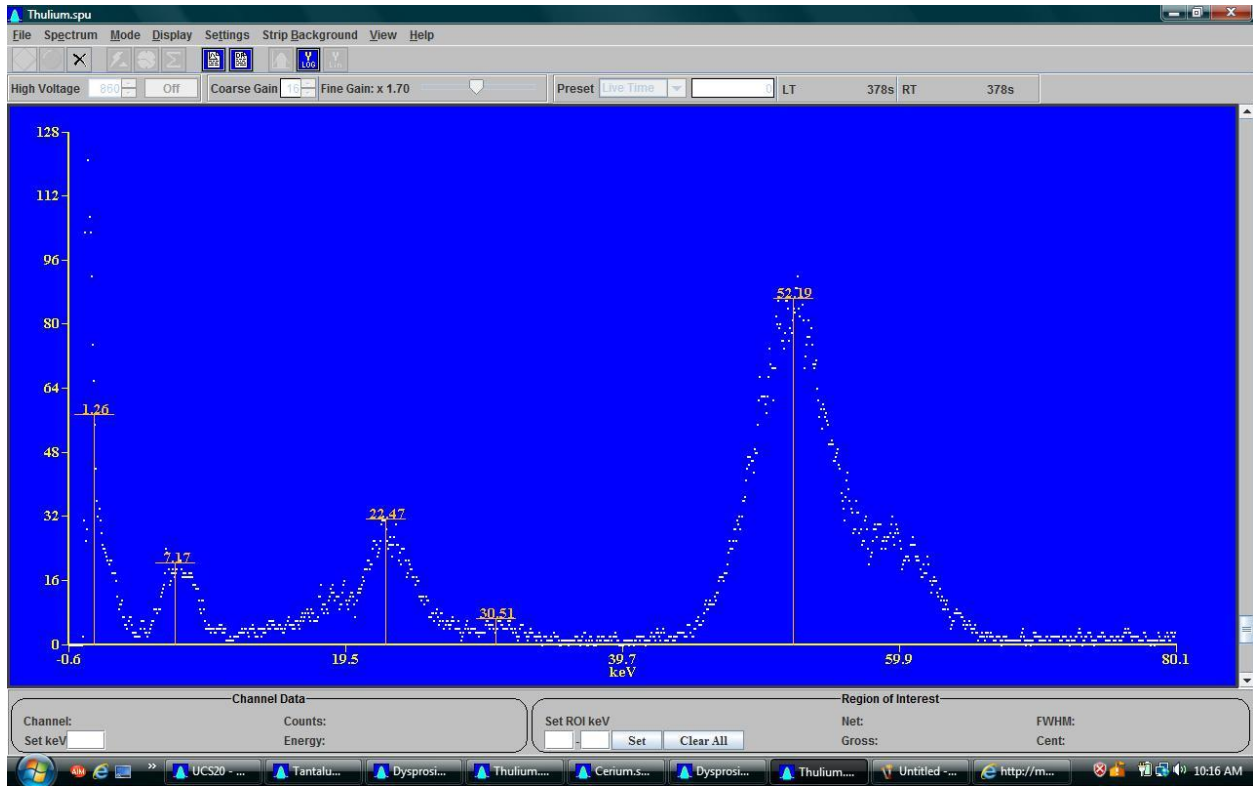 Thulium.spu
File Spectrum Mode Display Settings Strip Background View Help
Y LOG
High Voltage 860 Off Coarse Gain 16 Fine Gain: x 1.70 Preset Live Time 0 LT 378s RT 378s
128
112
96
80
64
48
32
16
0
52.19
1.26
22.47
7.17
30.51
-0.6 19.5 39.7 59.9 80.1
keV
Channel Data Region of Interest
Channel: Counts: Set ROI keV Net: FWHM:
Set keV Energy: - Set Clear All Gross: Cent:
» UCS20 - ... Tantalu... Dysprosi... Thulium.... Cerium.s... Dysprosi... Thulium.... Untitled -... http://m... 10:16 AM